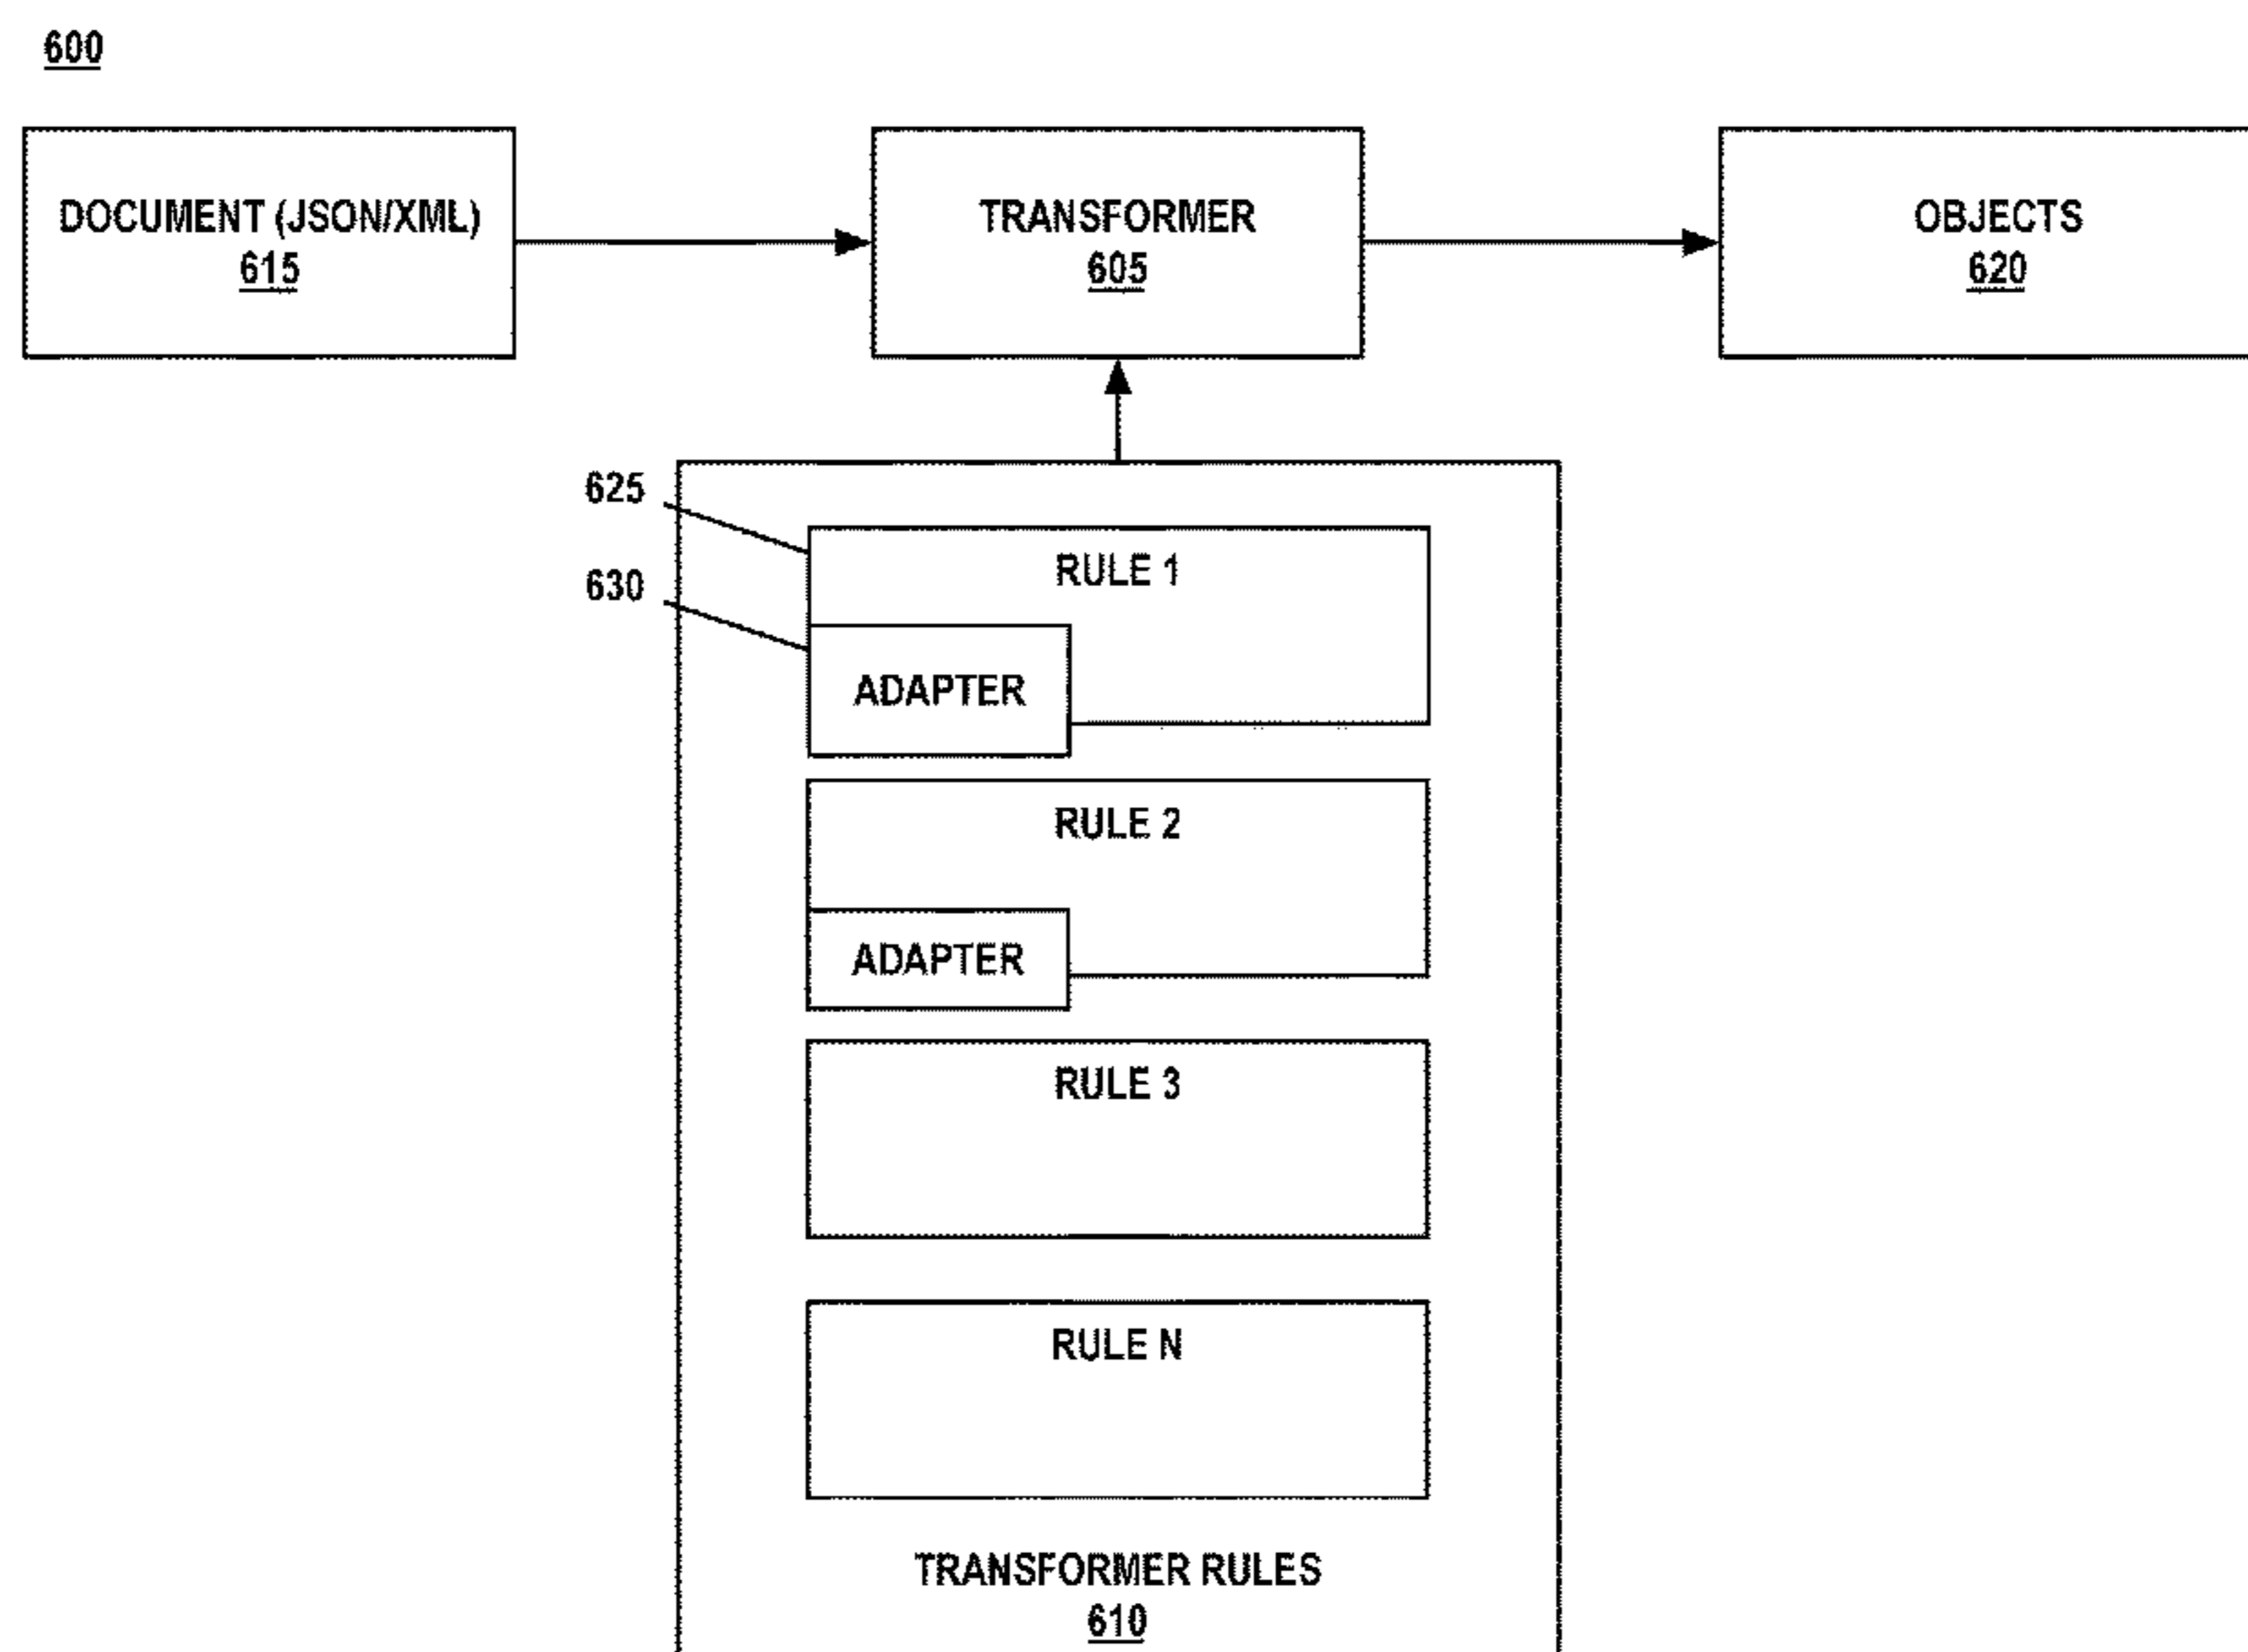 600
DOCUMENT (JSON/XML)
615
TRANSFORMER
605
OBJECTS
620
625
RULE 1
630
ADAPTER
RULE 2
ADAPTER
RULE 3
RULE N
TRANSFORMER RULES
610